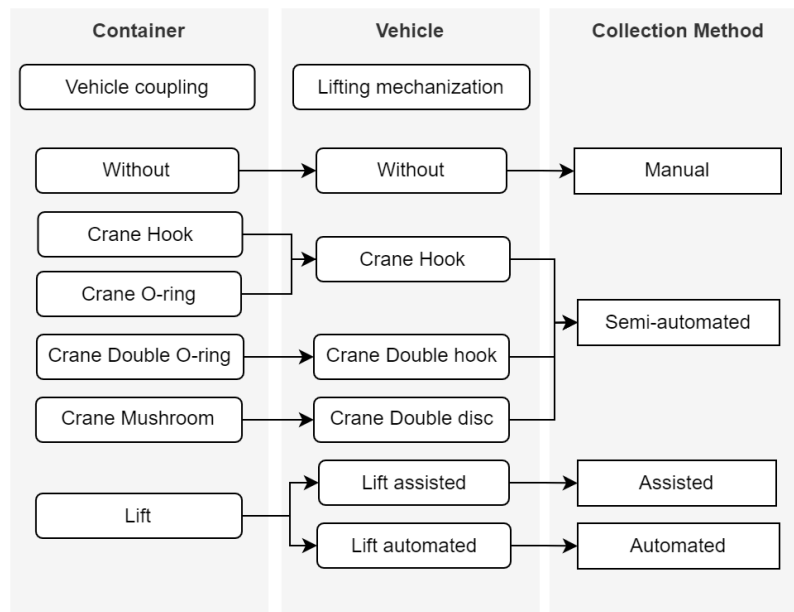 Container
Vehicle
Collection Method
Vehicle coupling
Lifting mechanization
Without
Without
Manual
Crane Hook
Crane Hook
Crane O-ring
Semi-automated
Crane Double O-ring
Crane Double hook
Crane Mushroom
Crane Double disc
Lift
Lift assisted
Assisted
Lift automated
Automated